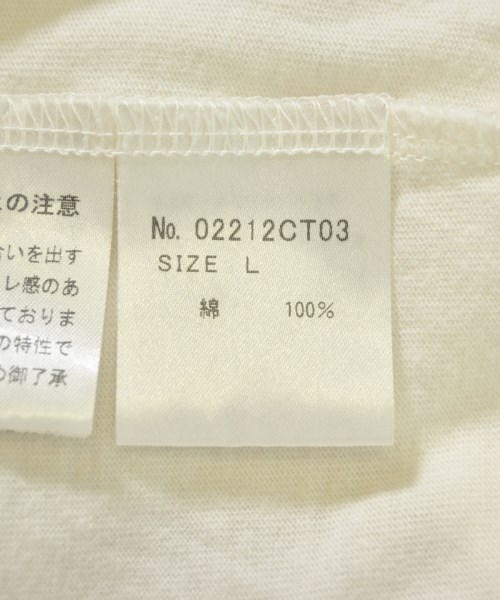 の注意
いを出す
レ感のあ
ておりま
の特性で
の御了承
No. 02212CT03
SIZE L
綿 100%